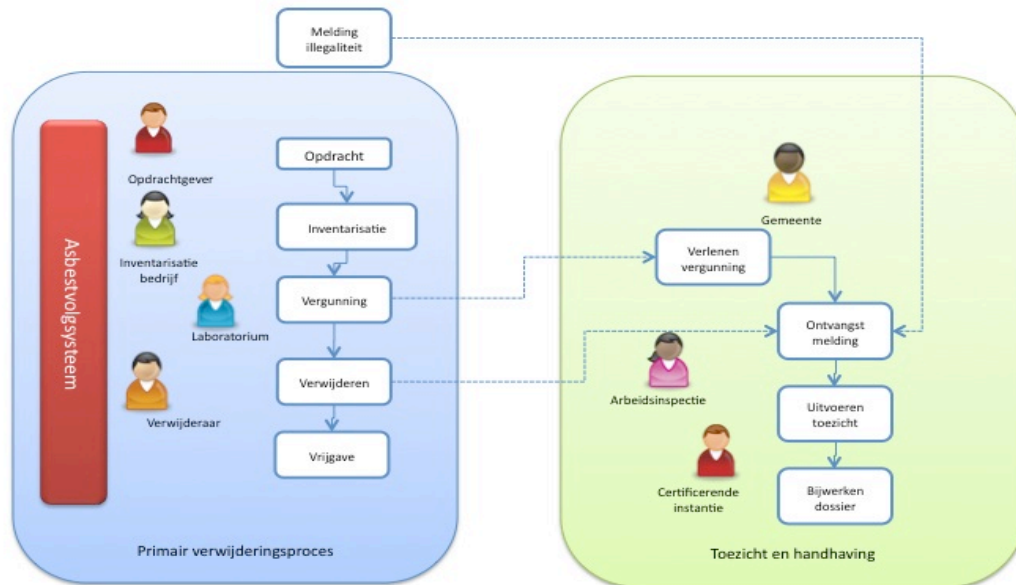 Melding
illegaliteit
Asbestvolgsysteem
Opdrachtgever
Inventarisatie
bedrijf
Laboratorium
Verwijderaar
Opdracht
Inventarisatie
Vergunning
Verwijderen
Vrijgave
Primair verwijderingsproces
Gemeente
Verlenen
vergunning
Ontvangst
melding
Arbeidsinspectie
Uitvoeren
toezicht
Certificerende
instantie
Bijwerken
dossier
Toezicht en handhaving